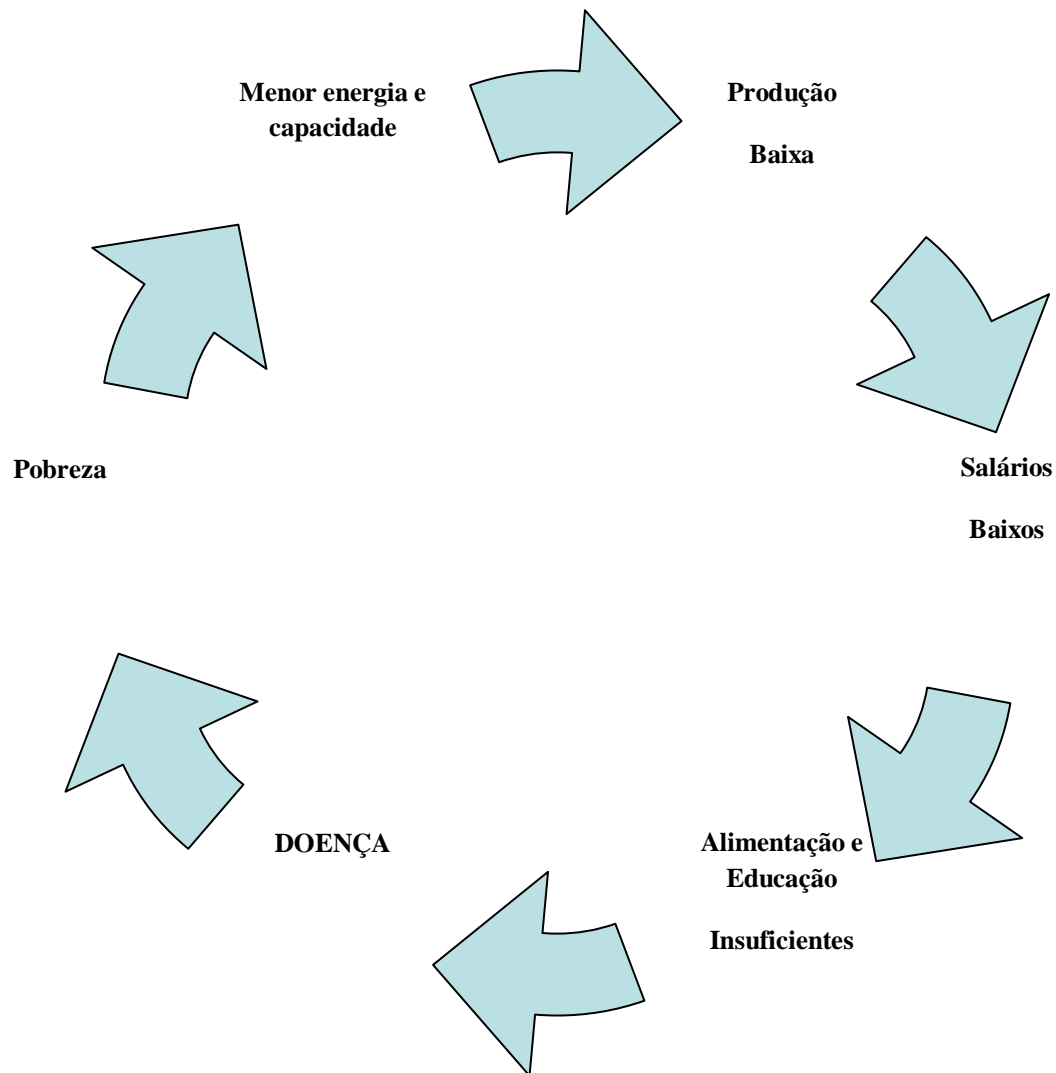 Menor energia e
capacidade
Produção
Baixa
Pobreza
Salários
Baixos
DOENÇA
Alimentação e
Educação
Insuficientes